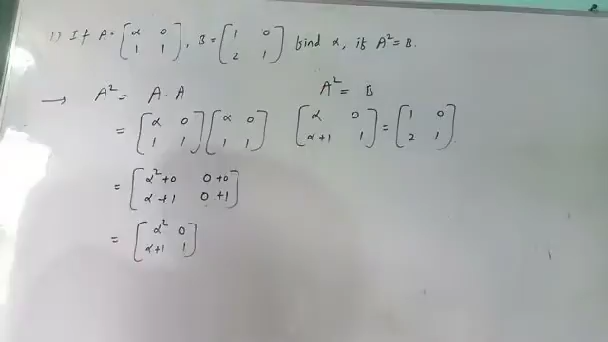 1) If A = [α 0 1 1], B = [1 0 2 1] find α, if A² = B.
→ A² = A . A
= [α 0 1 1] [α 0 1 1]
= [α²+0 0+0 α+1 0+1]
= [α² 0 α+1 1]
A² = B
[α 0 α+1 1] = [1 0 2 1]